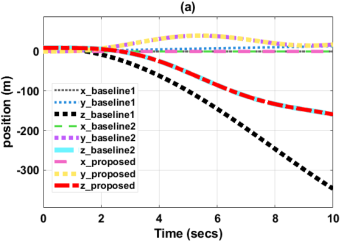 (a)
0
-100
-200
-300
position (m)
x_baseline1
y_baseline1
z_baseline1
x_baseline2
y_baseline2
z_baseline2
x_proposed
y_proposed
z_proposed
0 2 4 6 8 10
Time (secs)